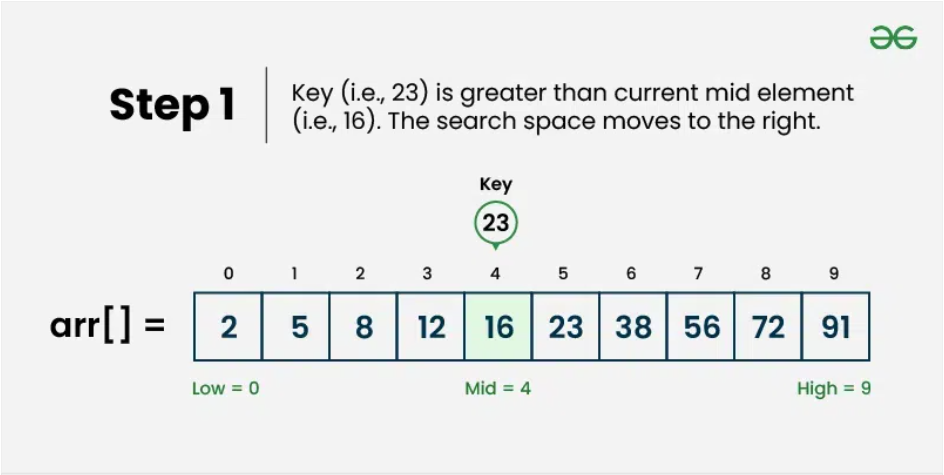 Step 1
Key (i.e., 23) is greater than current mid element
(i.e., 16). The search space moves to the right.
Key
23
0 1 2 3 4 5 6 7 8 9
arr[] = 2 5 8 12 16 23 38 56 72 91
Low = 0 Mid = 4 High = 9